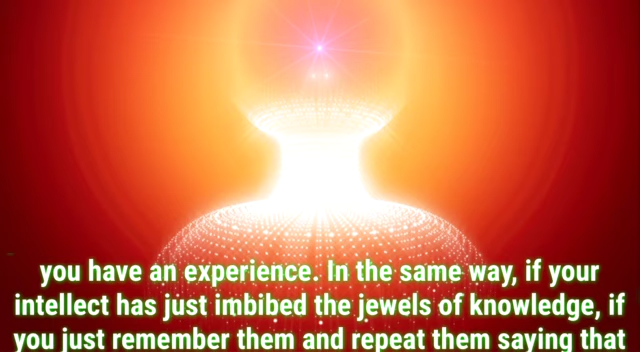 you have an experience. In the same way, if your
intellect has just imbibed the jewels of knowledge, if
you just remember them and repeat them saying that